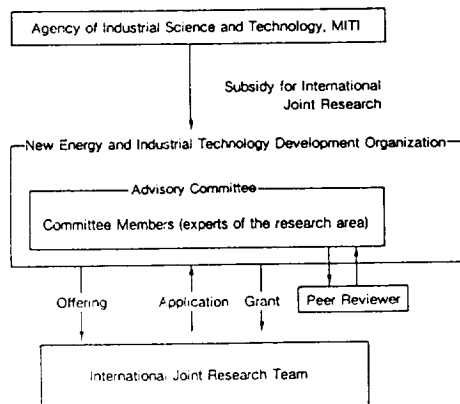 Agency of Industrial Science and Technology, MITI
Subsidy for International
Joint Research
New Energy and Industrial Technology Development Organization
Advisory Committee
Committee Members (experts of the research area)
Offering
Application
Grant
Peer Reviewer
International Joint Research Team